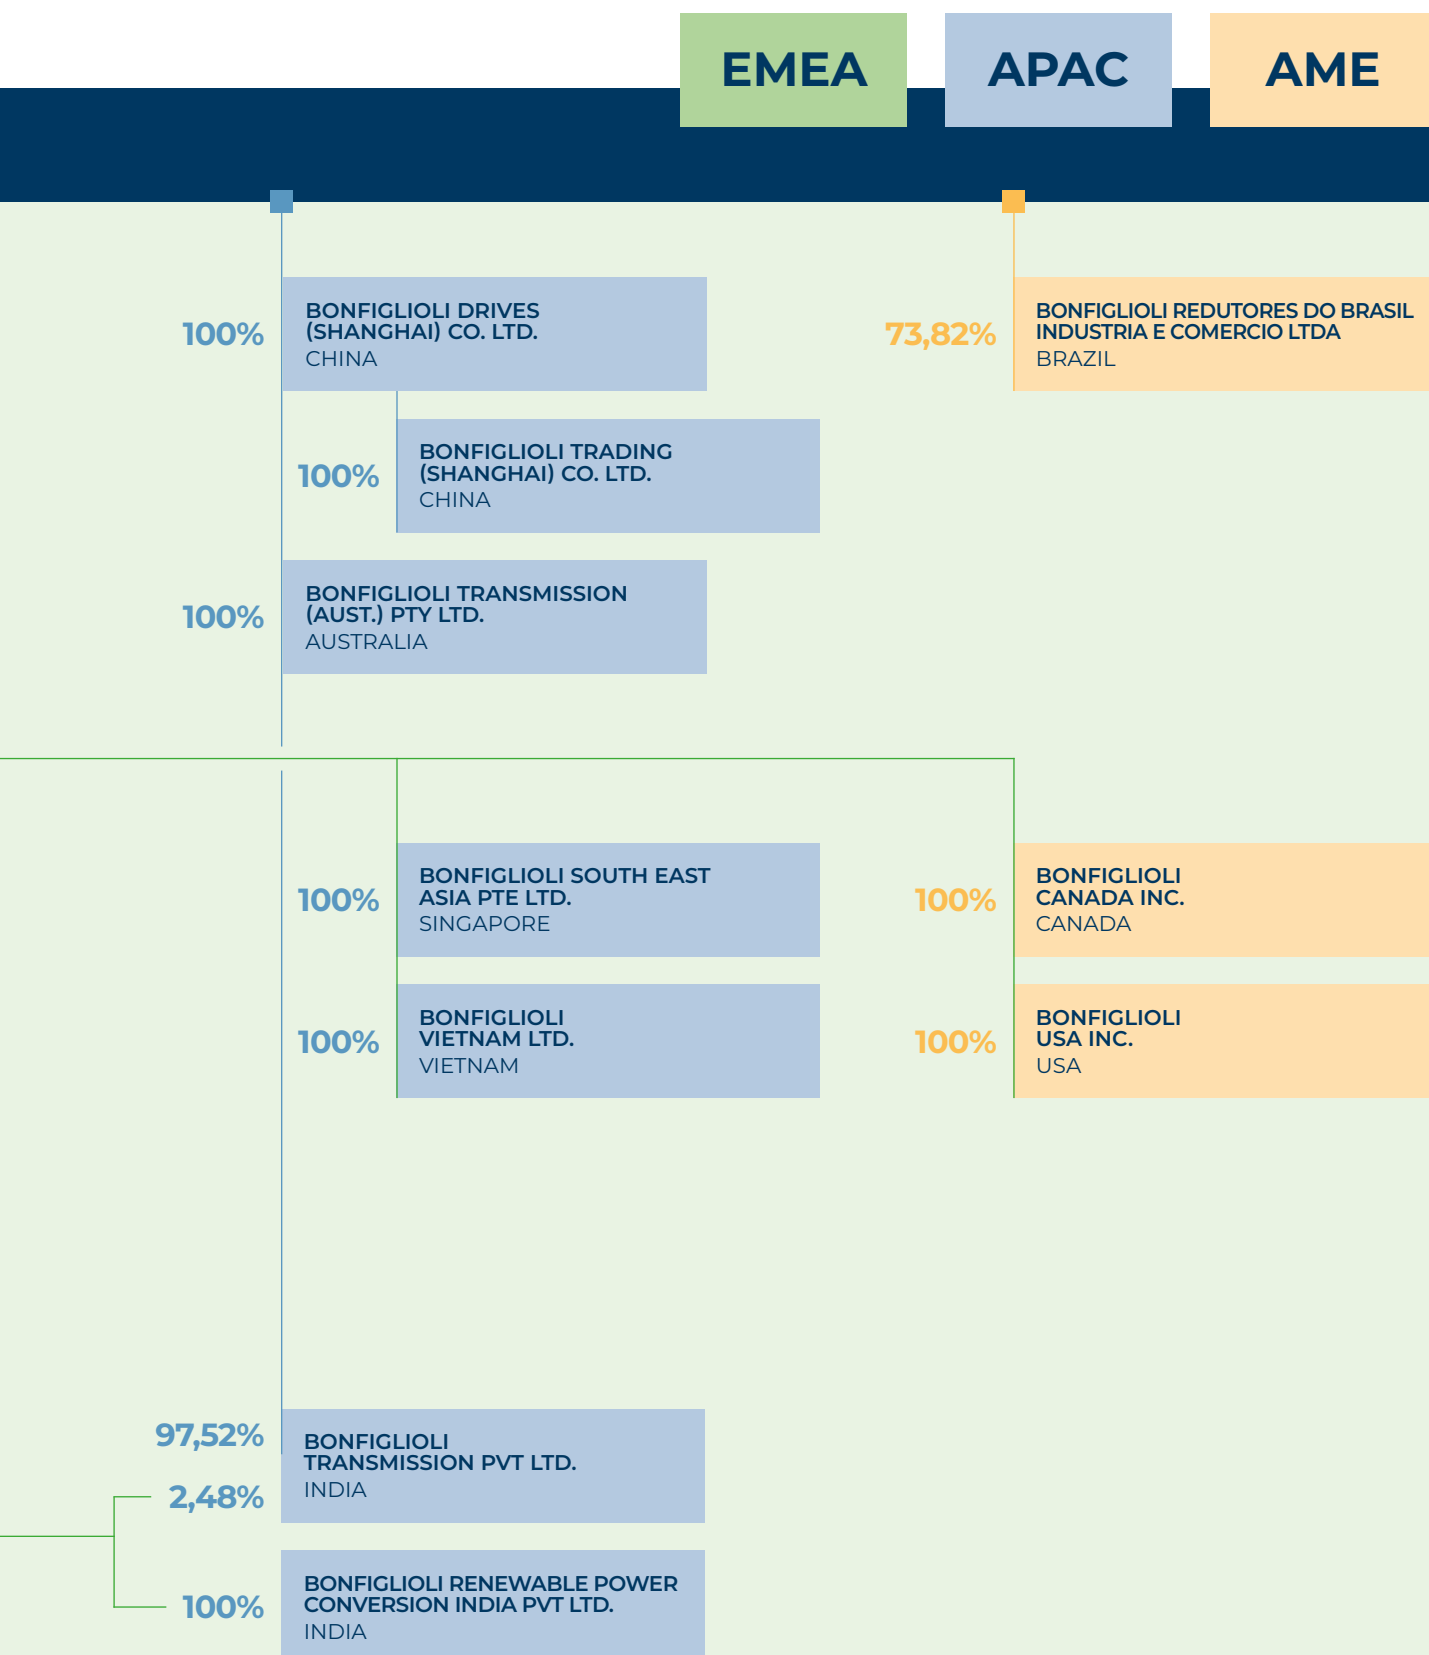 EMEA
APAC
AME
100%
BONFIGLIOLI DRIVES
(SHANGHAI) CO. LTD.
CHINA
73,82%
BONFIGLIOLI REDUTORES DO BRASIL
INDUSTRIA E COMERCIO LTDA
BRAZIL
100%
BONFIGLIOLI TRADING
(SHANGHAI) CO. LTD.
CHINA
100%
BONFIGLIOLI TRANSMISSION
(AUST.) PTY LTD.
AUSTRALIA
100%
BONFIGLIOLI SOUTH EAST
ASIA PTE LTD.
SINGAPORE
100%
BONFIGLIOLI
CANADA INC.
CANADA
100%
BONFIGLIOLI
VIETNAM LTD.
VIETNAM
100%
BONFIGLIOLI
USA INC.
USA
97,52%
2,48%
BONFIGLIOLI
TRANSMISSION PVT LTD.
INDIA
100%
BONFIGLIOLI RENEWABLE POWER
CONVERSION INDIA PVT LTD.
INDIA